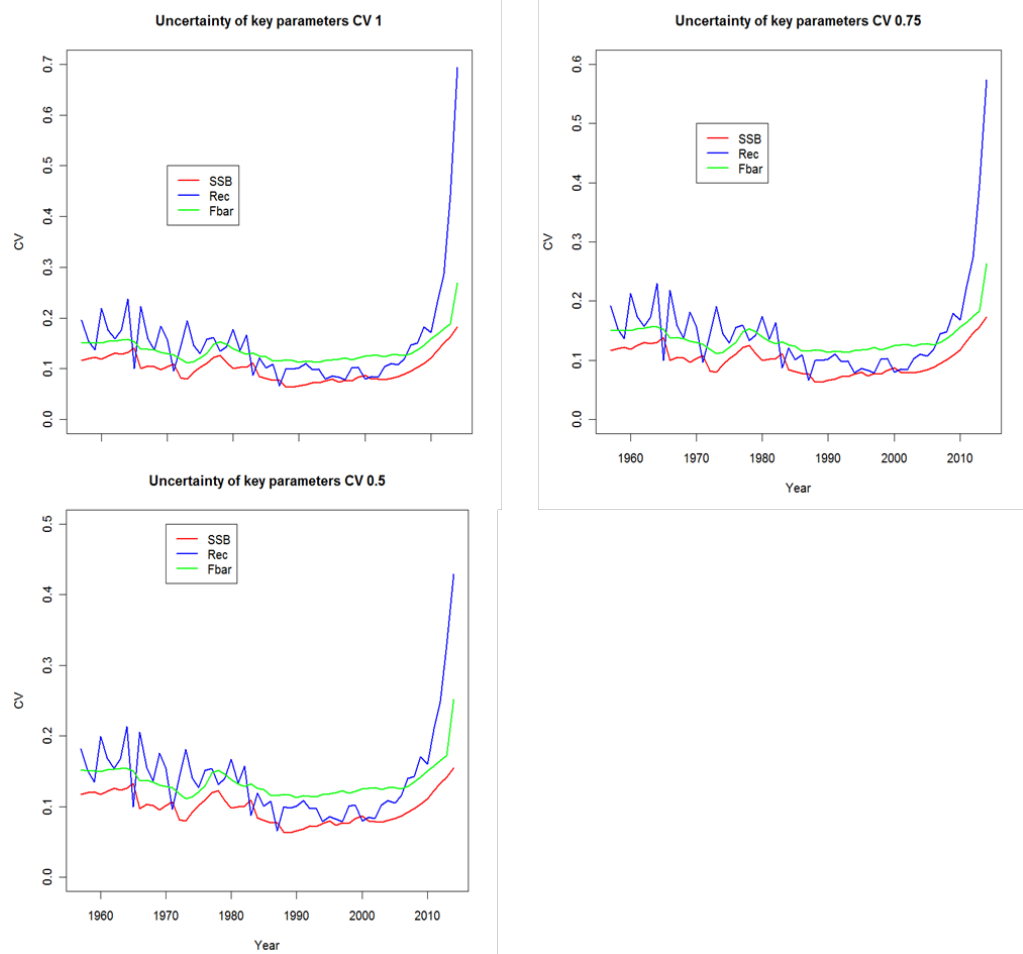 Uncertainty of key parameters CV 1
0.7
0.6
0.5
0.4
0.3
0.2
0.1
0.0
CV
SSB
Rec
Fbar
Uncertainty of key parameters CV 0.75
0.6
0.5
0.4
0.3
0.2
0.1
0.0
CV
SSB
Rec
Fbar
1960 1970 1980 1990 2000 2010
Year
Uncertainty of key parameters CV 0.5
0.5
0.4
0.3
0.2
0.1
0.0
CV
SSB
Rec
Fbar
1960 1970 1980 1990 2000 2010
Year